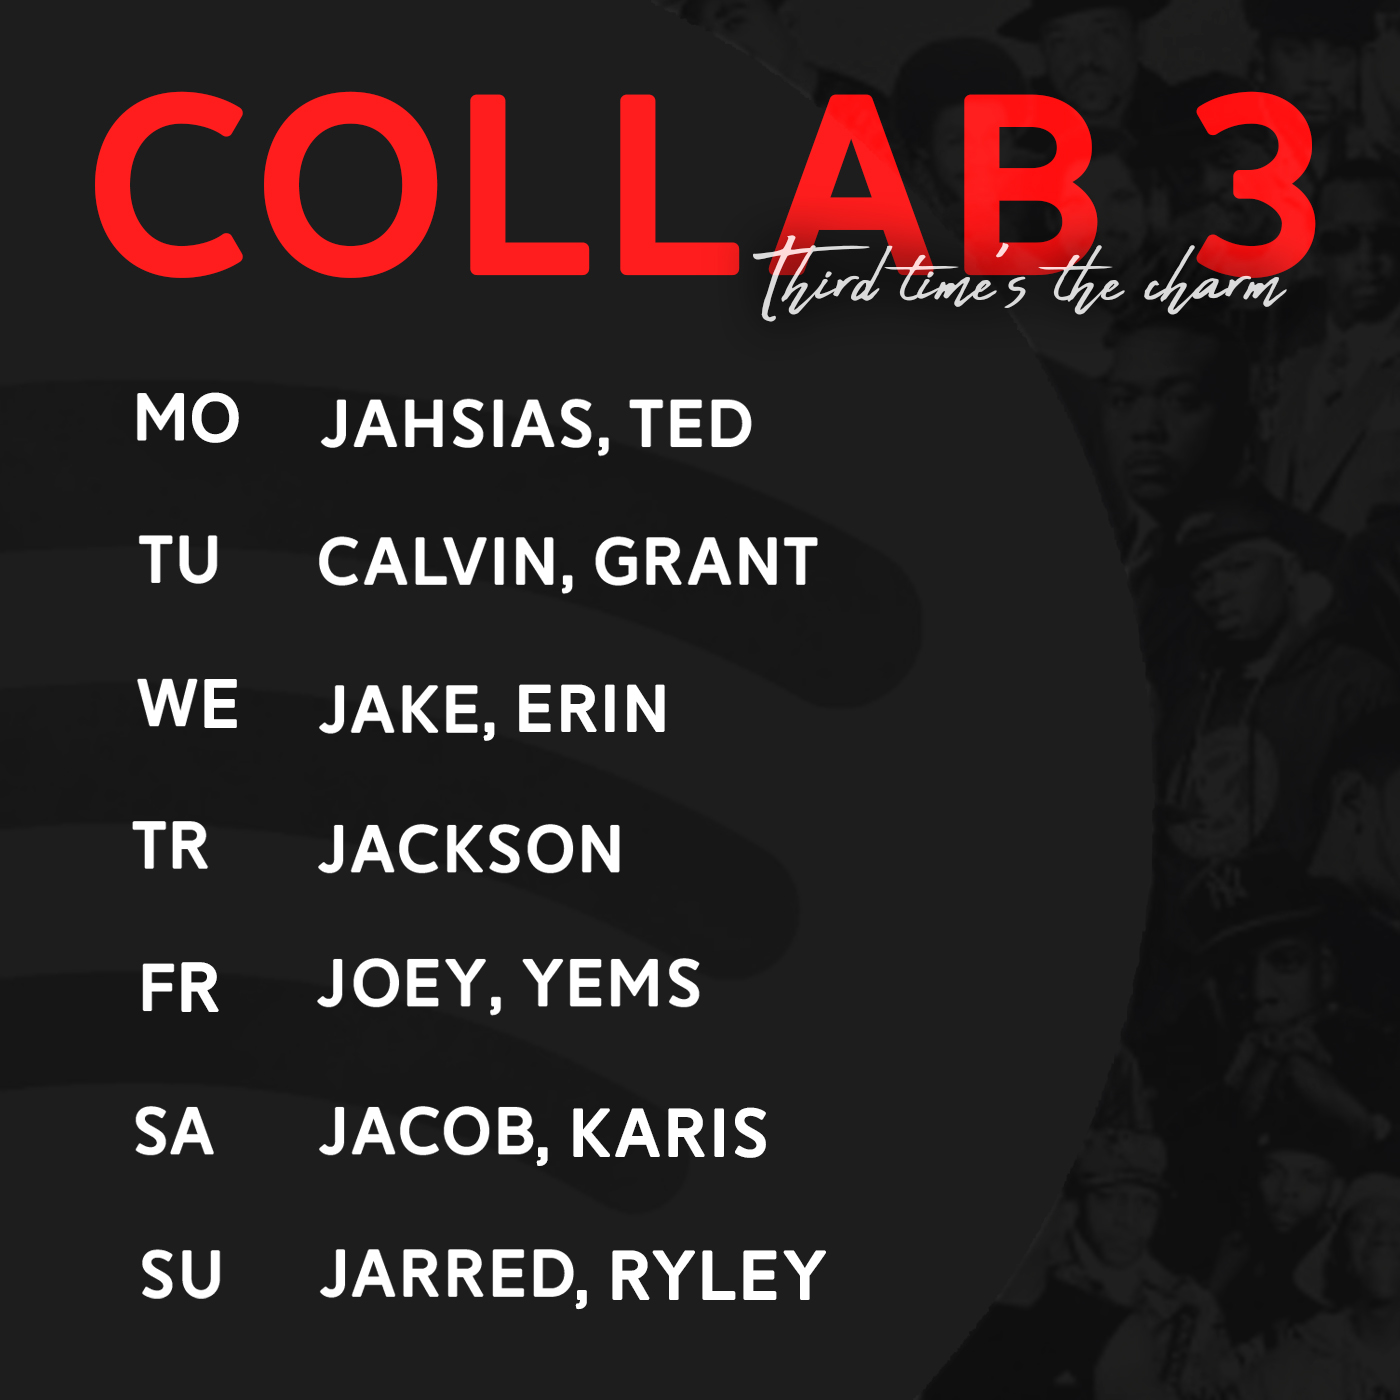 COLLAB 3
Third time's the charm
MO JAHSIAS, TED
TU CALVIN, GRANT
WE JAKE, ERIN
TR JACKSON
FR JOEY, YEMS
SA JACOB, KARIS
SU JARRED, RYLEY
NY